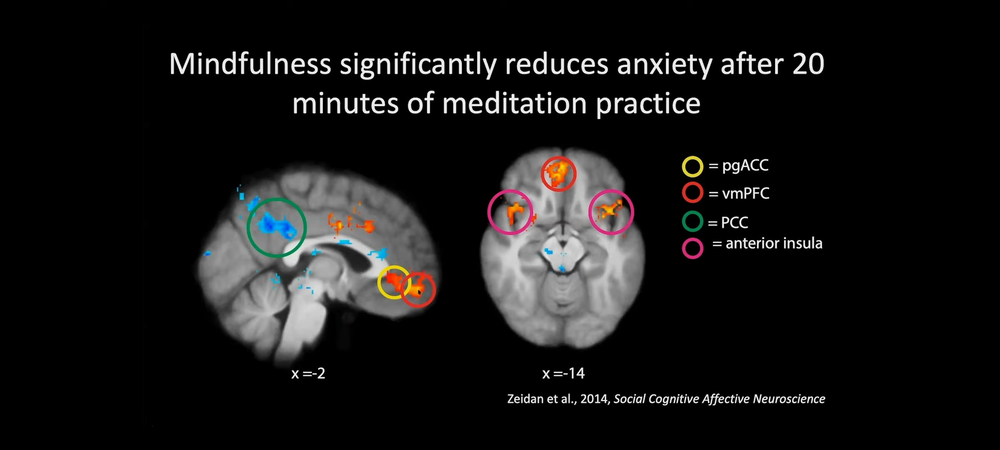 Mindfulness significantly reduces anxiety after 20
minutes of meditation practice
= pgACC
= vmPFC
= PCC
= anterior insula
x =-2
x =-14
Zeidan et al., 2014, Social Cognitive Affective Neuroscience